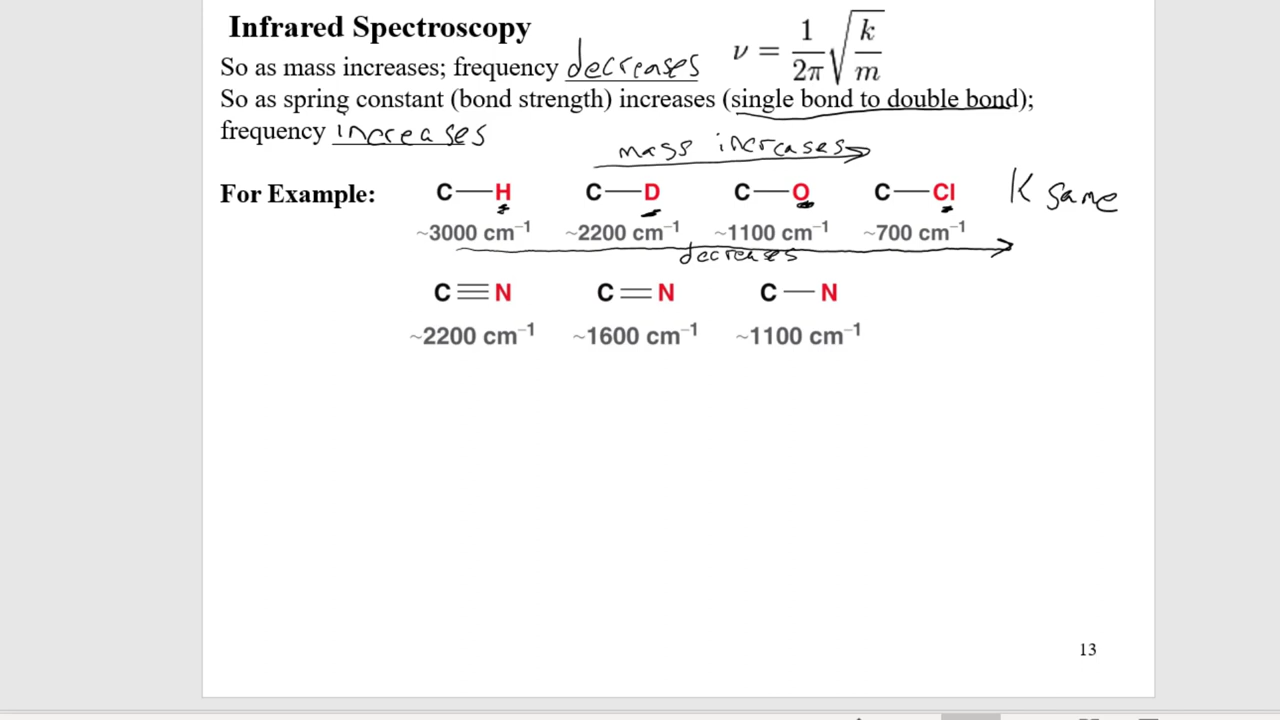 Infrared Spectroscopy
ν = 1/2π √k/m
So as mass increases; frequency decreases
So as spring constant (bond strength) increases (single bond to double bond);
frequency increases
mass increases
For Example: C—H C—D C—O C—Cl K same
~3000 cm⁻¹ ~2200 cm⁻¹ ~1100 cm⁻¹ ~700 cm⁻¹
decreases
C≡N C=N C—N
~2200 cm⁻¹ ~1600 cm⁻¹ ~1100 cm⁻¹
13